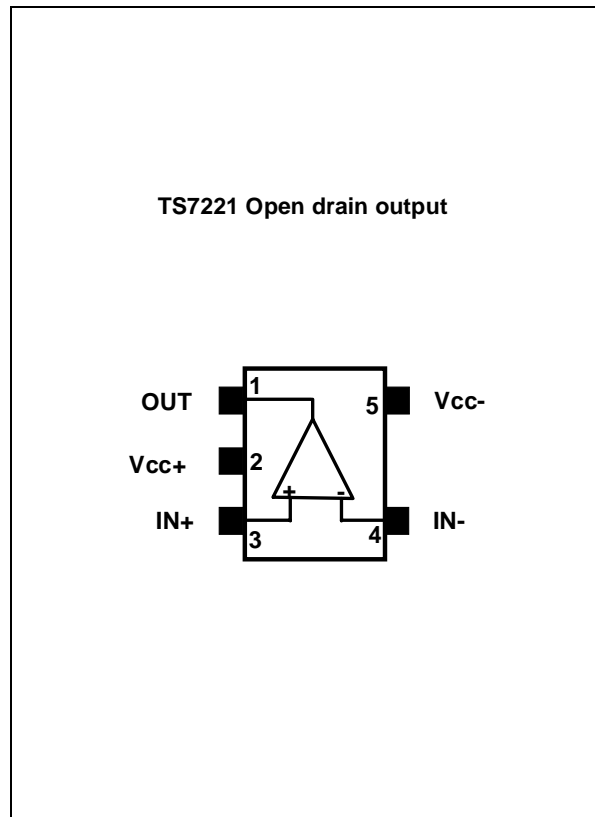 TS7221 Open drain output
OUT
1
5
Vcc-
Vcc+
2
+
-
IN+
3
4
IN-